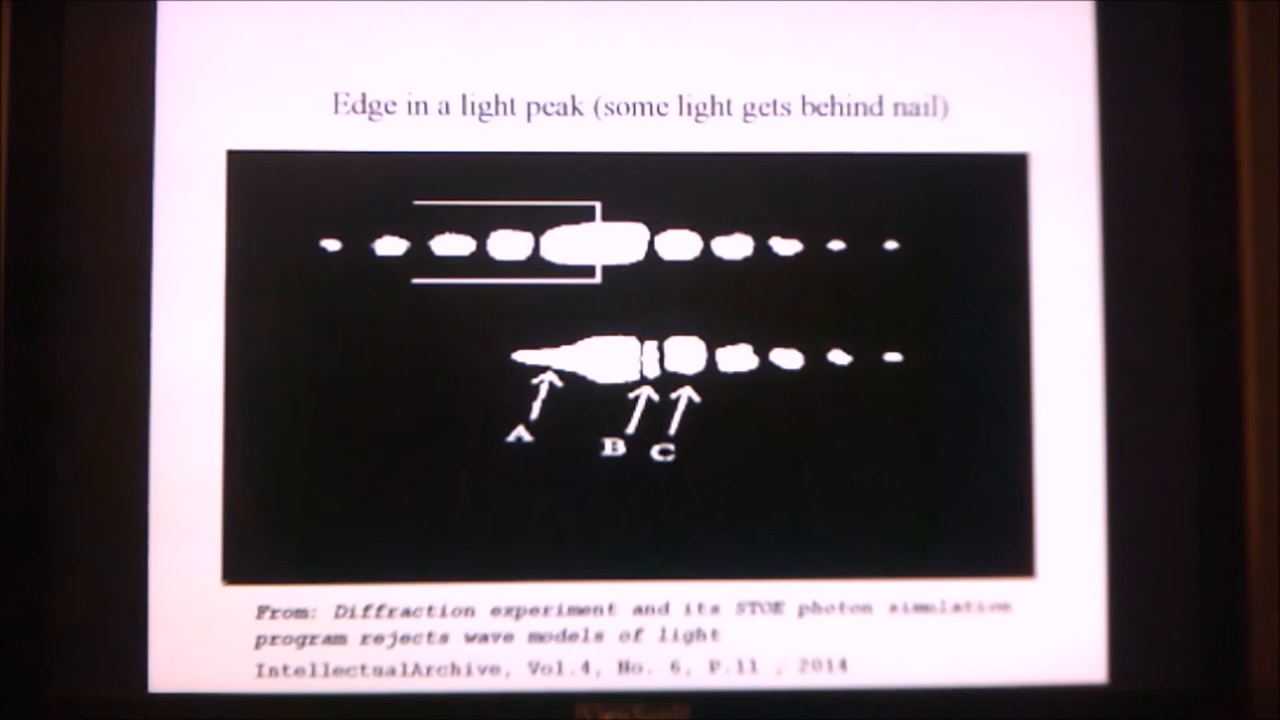 Edge in a light peak (some light gets behind nail)
A
B C
From: Diffraction experiment and its STOE photon simulation
program rejects wave models of light
IntellectualArchive, Vol.4, No. 6, P.11 , 2014
ViewSonic